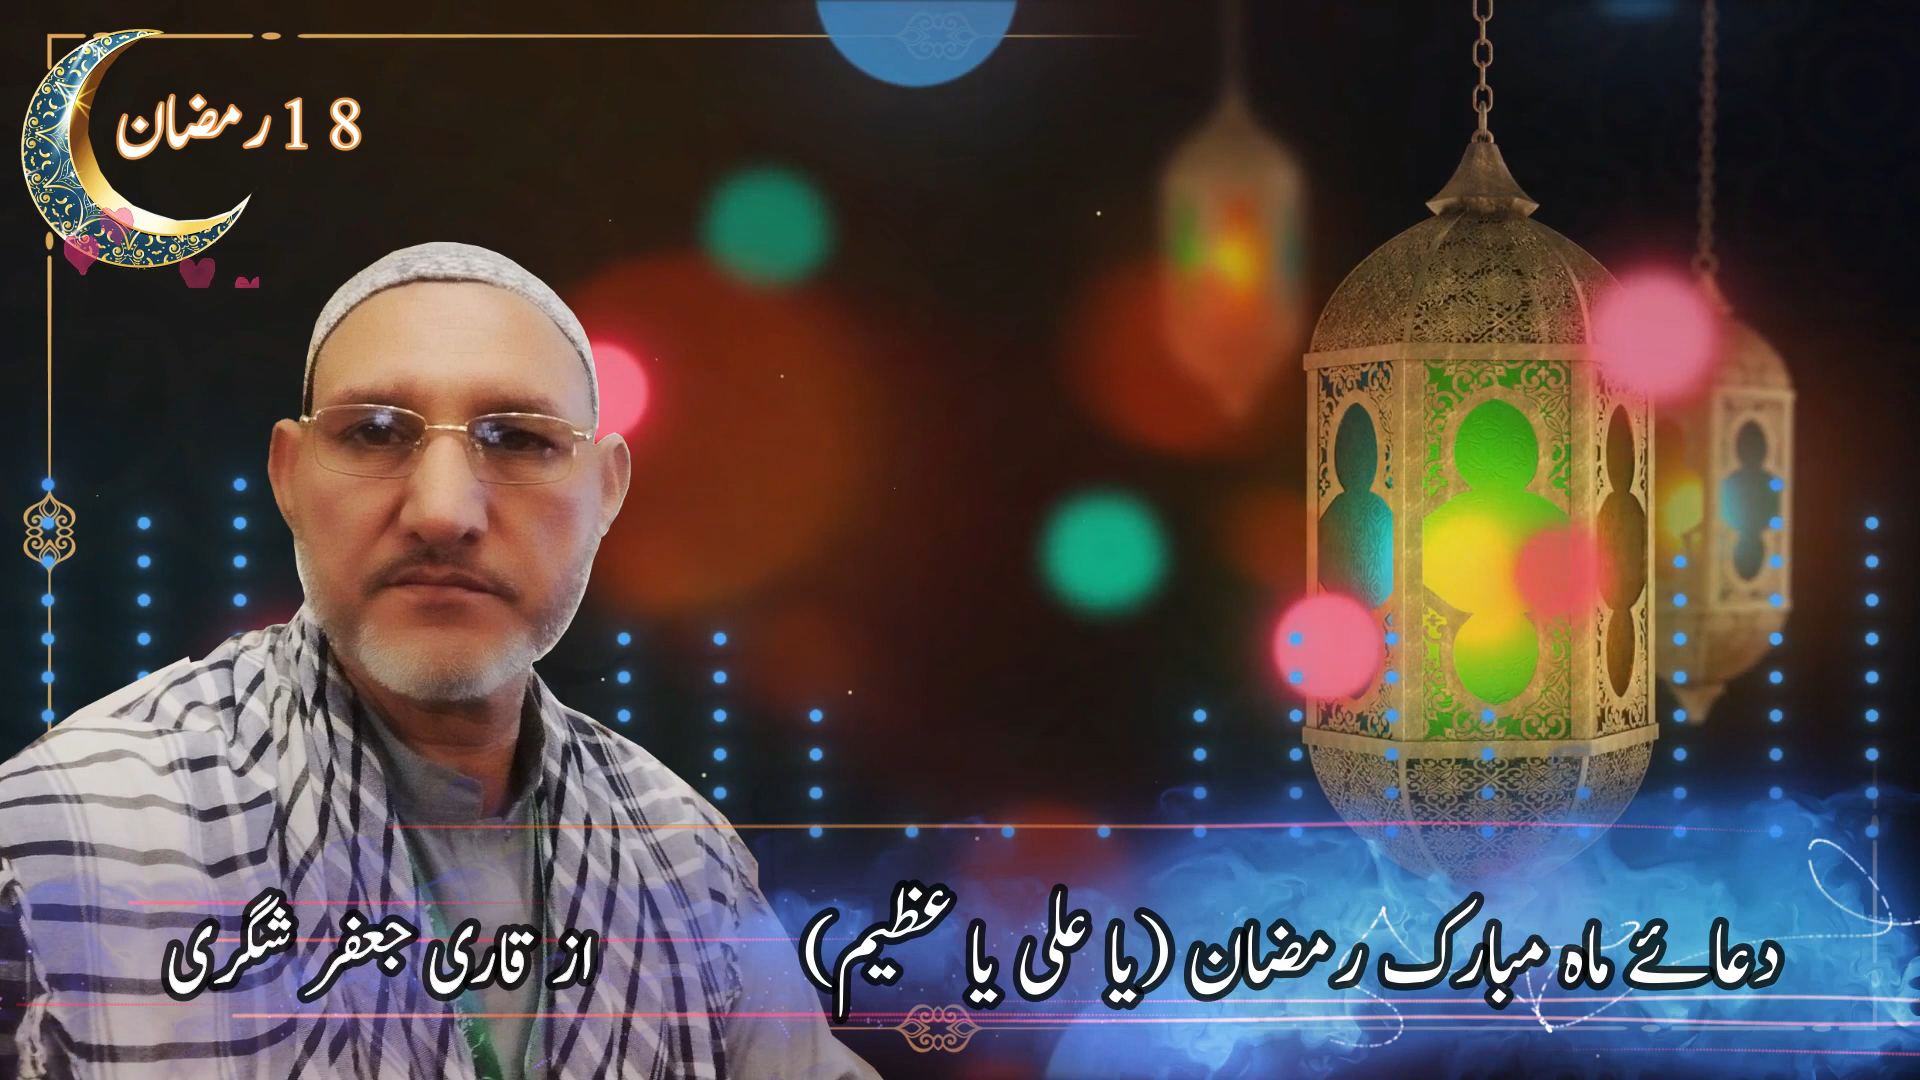 18 رمضان
دعائے ماہ مبارک رمضان (یا علی یا عظیم)
از قاری جعفر شگری